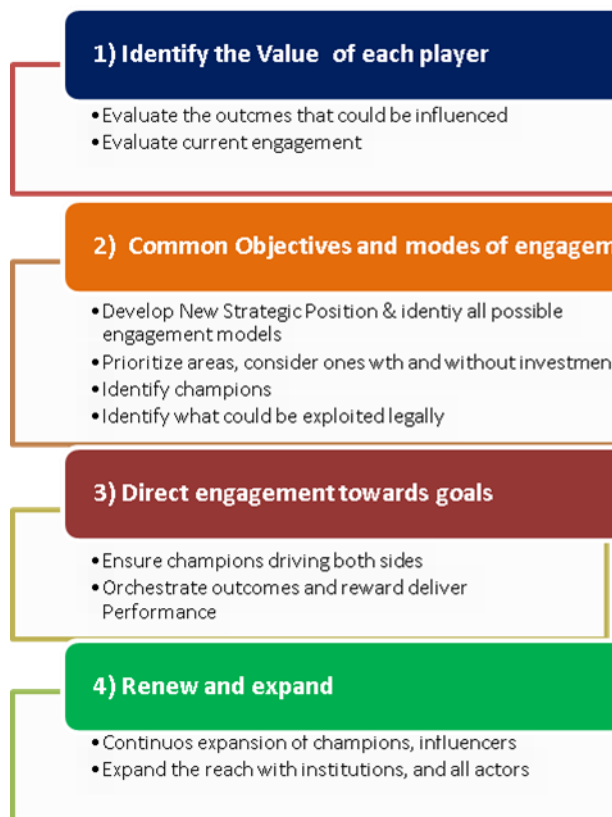 1) Identify the Value of each player
•Evaluate the outcmes that could be influenced
•Evaluate current engagement
2) Common Objectives and modes of engagem
•Develop New Strategic Position & identiy all possible
engagement models
•Prioritize areas, consider ones wth and without investmen
•Identify champions
•Identify what could be exploited legally
3) Direct engagement towards goals
•Ensure champions driving both sides
•Orchestrate outcomes and reward deliver
Performance
4) Renew and expand
•Continuos expansion of champions, influencers
•Expand the reach with institutions, and all actors